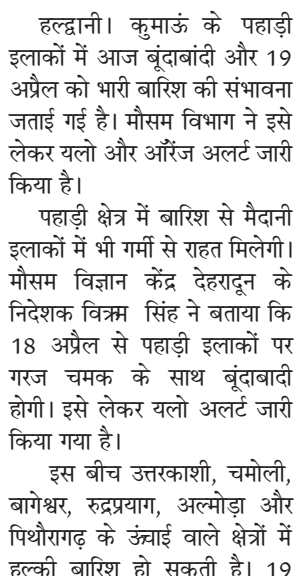 हल्द्वानी। कुमाऊं के पहाड़ी
इलाकों में आज बूंदाबांदी और 19
अप्रैल को भारी बारिश की संभावना
जताई गई है। मौसम विभाग ने इसे
लेकर यलो और ऑरेंज अलर्ट जारी
किया है।
पहाड़ी क्षेत्र में बारिश से मैदानी
इलाकों में भी गर्मी से राहत मिलेगी।
मौसम विज्ञान केंद्र देहरादून के
निदेशक विक्रम सिंह ने बताया कि
18 अप्रैल से पहाड़ी इलाकों पर
गरज चमक के साथ बूंदाबादी
होगी। इसे लेकर यलो अलर्ट जारी
किया गया है।
इस बीच उत्तरकाशी, चमोली,
बागेश्वर, रुद्रप्रयाग, अल्मोड़ा और
पिथौरागढ़ के ऊंचाई वाले क्षेत्रों में
हल्की बारिश हो सकती है। 19